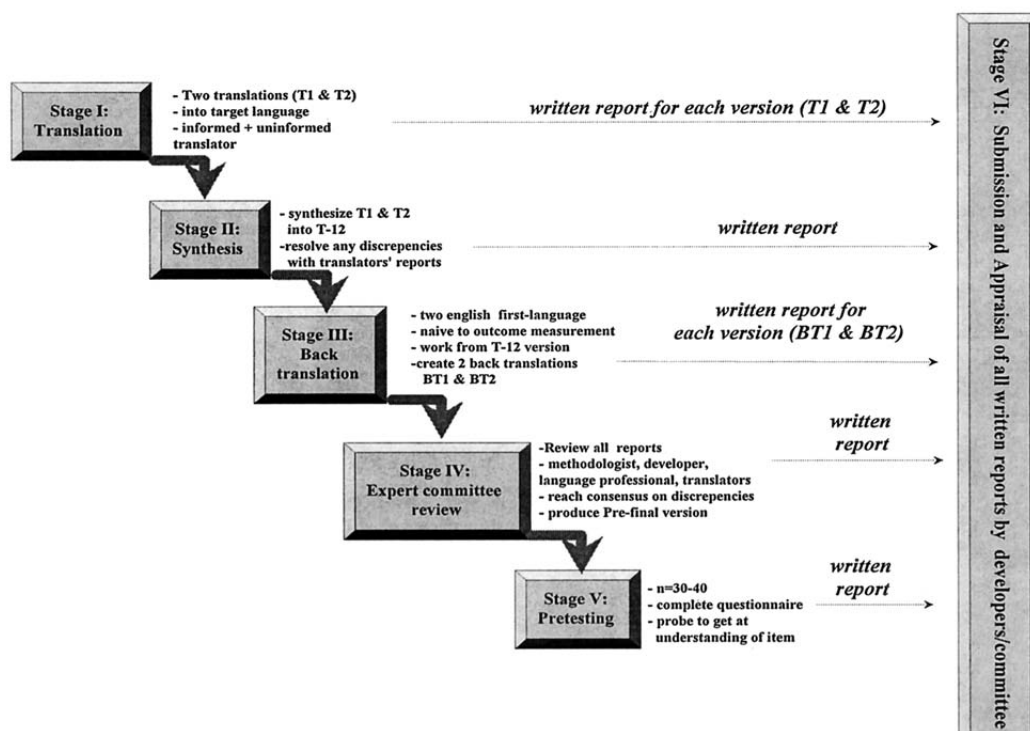 Stage I:
Translation
- Two translations (T1 & T2)
- into target language
- informed + uninformed
translator
written report for each version (T1 & T2)
Stage II:
Synthesis
- synthesize T1 & T2
into T-12
-resolve any discrepencies
with translators' reports
written report
Stage III:
Back
translation
- two english first-language
- naive to outcome measurement
- work from T-12 version
-create 2 back translations
BT1 & BT2
written report for
each version (BT1 & BT2)
Stage IV:
Expert committee
review
-Review all reports
- methodologist, developer,
language professional, translators
- reach consensus on discrepencies
- produce Pre-final version
written
report
Stage V:
Pretesting
- n=30-40
- complete questionnaire
- probe to get at
understanding of item
written
report
Stage VI: Submission and Appraisal of all written reports by developers/committee